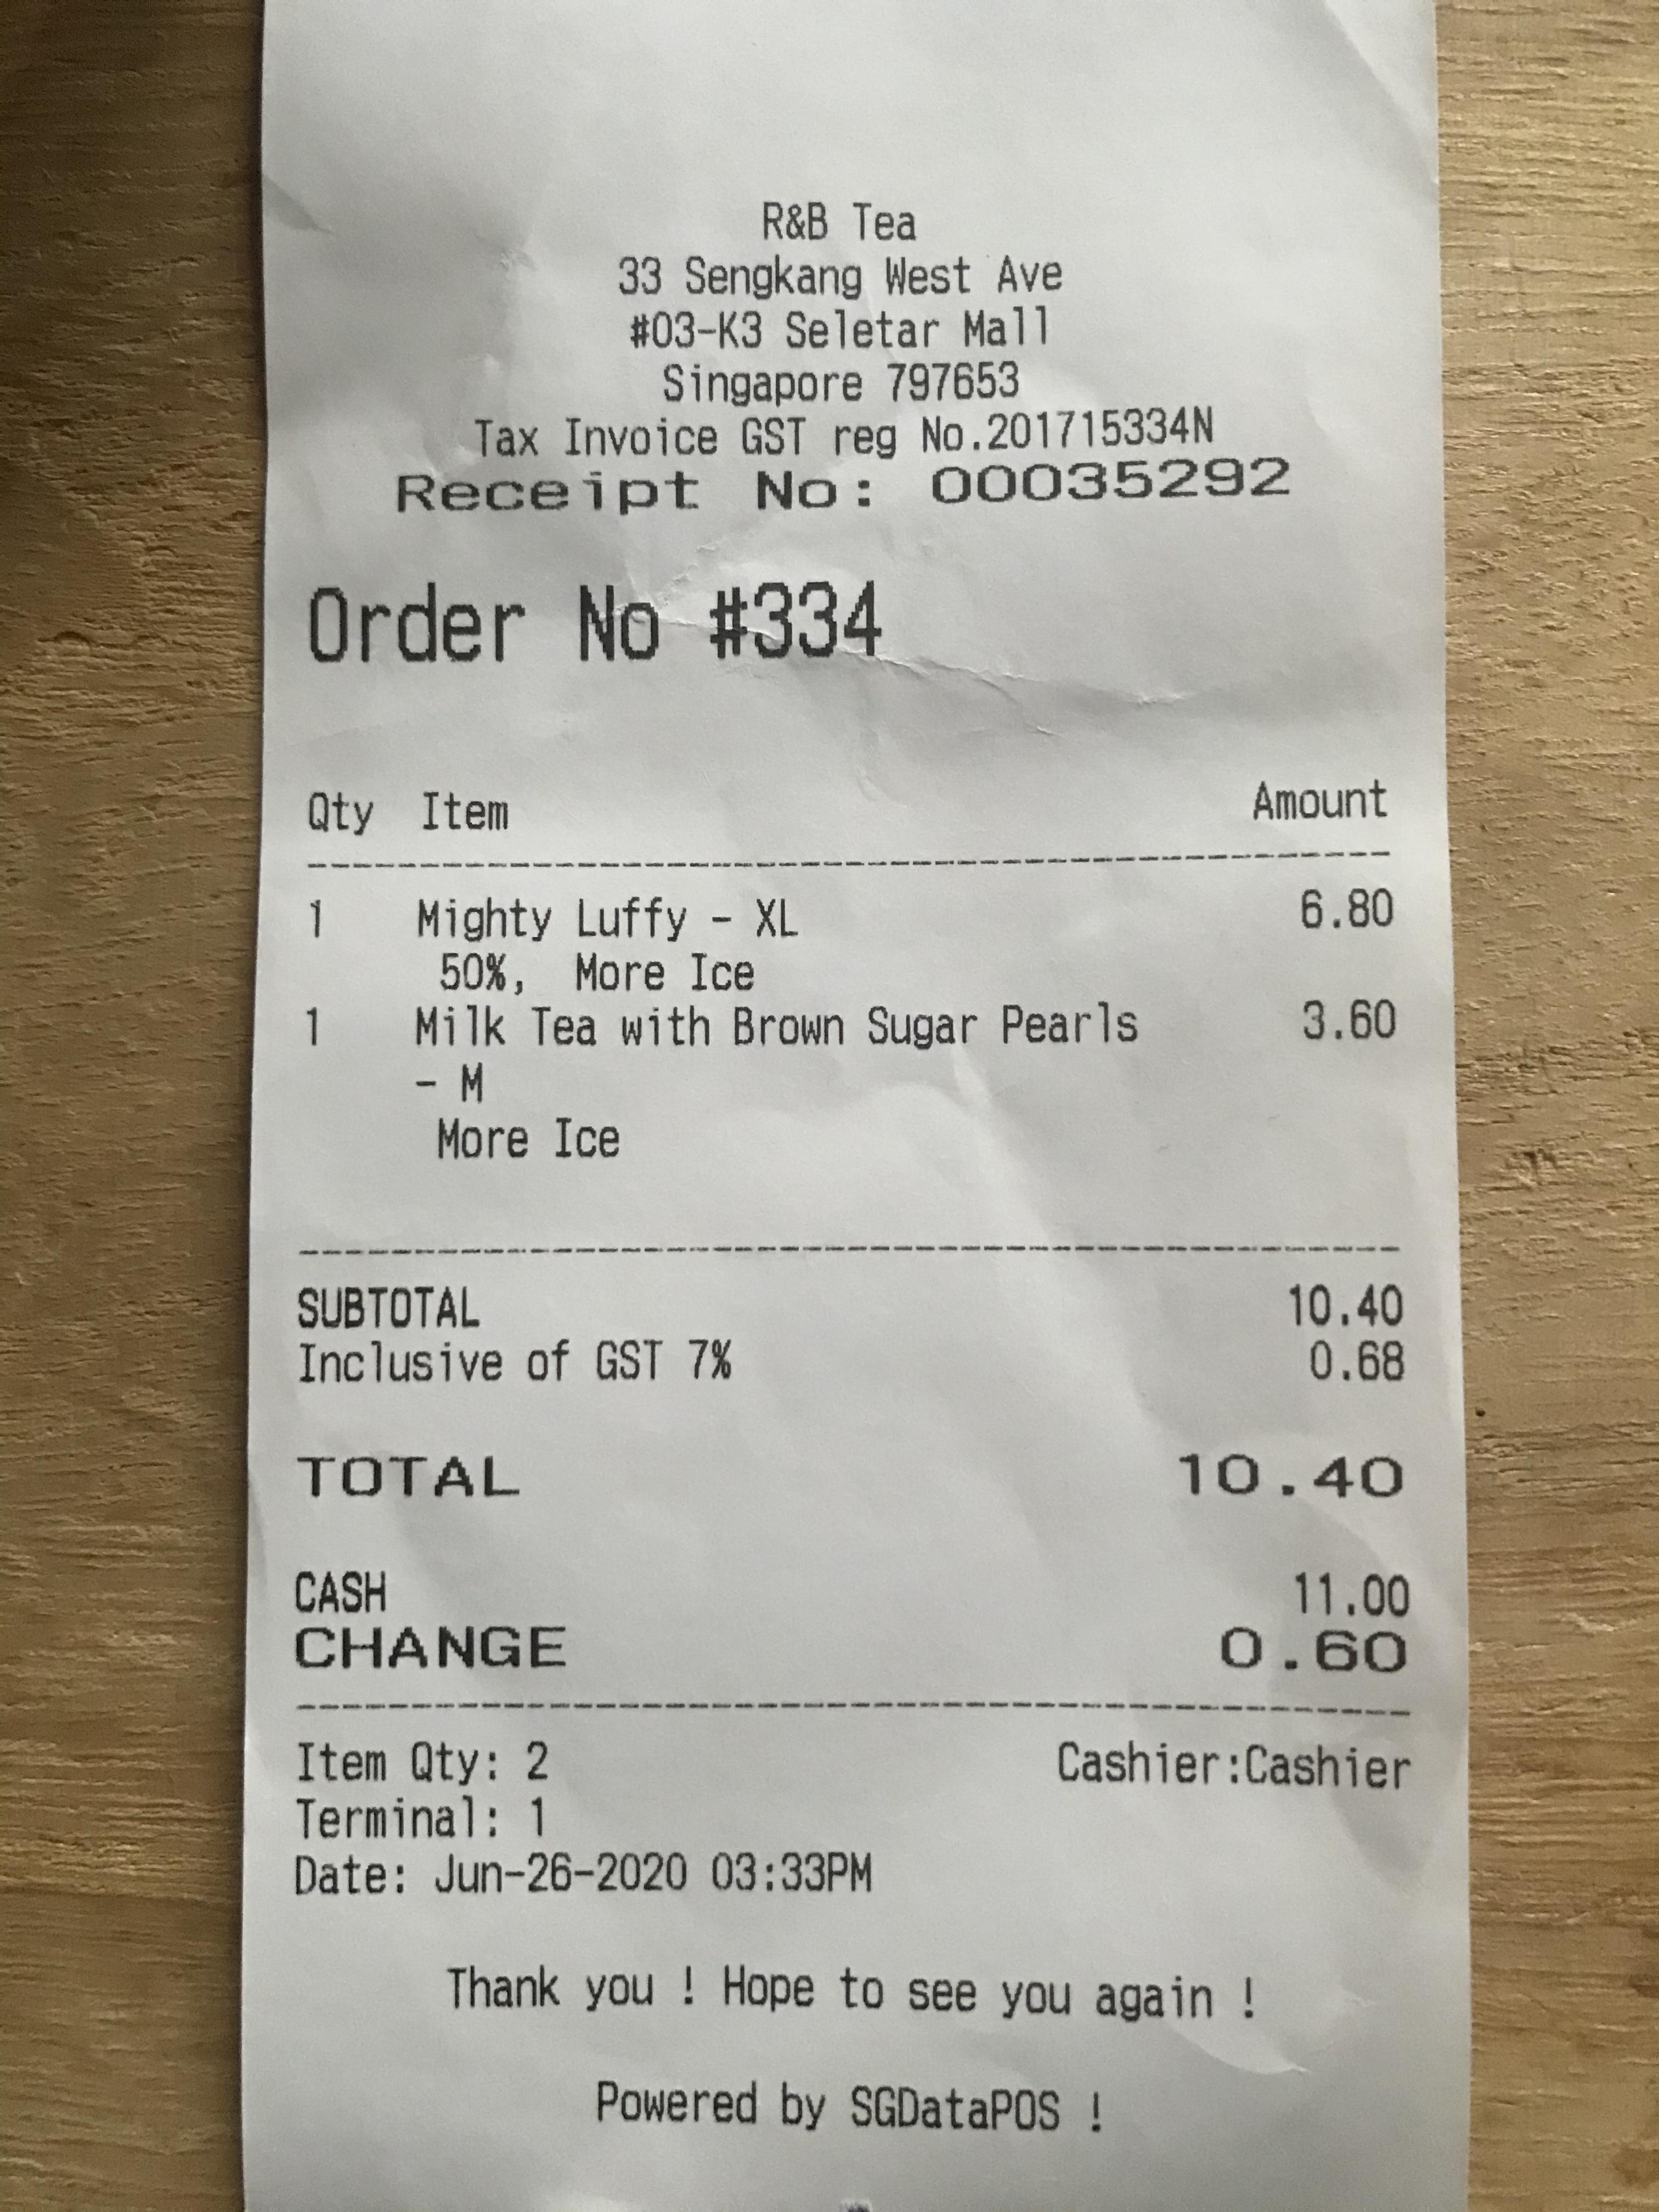 R&B Tea
33 Sengkang West Ave
#03-K3 Seletar Mall
Singapore 797653
Tax Invoice GST reg No.201715334N
Receipt No: 00035292
Order No #334
Qty Item Amount
1 Mighty Luffy - XL 6.80
50%, More Ice
1 Milk Tea with Brown Sugar Pearls 3.60
- M
More Ice
SUBTOTAL 10.40
Inclusive of GST 7% 0.68
TOTAL 10.40
CASH 11.00
CHANGE 0.60
Item Qty: 2 Cashier:Cashier
Terminal: 1
Date: Jun-26-2020 03:33PM
Thank you ! Hope to see you again !
Powered by SGDataPOS !